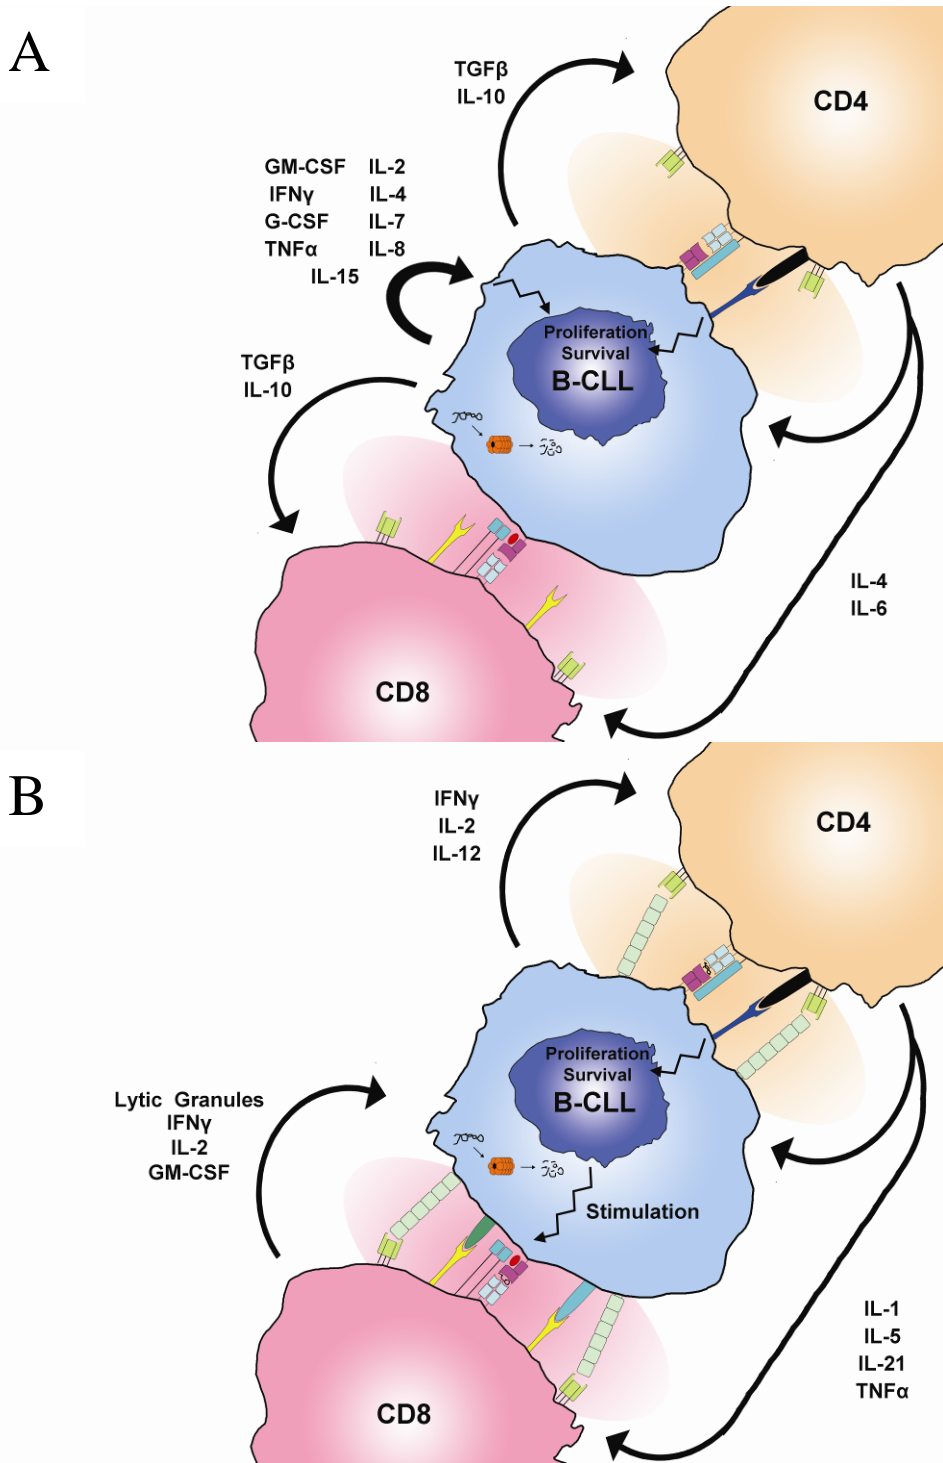 A
TGFβ
IL-10
CD4
GM-CSF IL-2
IFNγ IL-4
G-CSF IL-7
TNFα IL-8
IL-15
Proliferation
Survival
B-CLL
TGFβ
IL-10
IL-4
IL-6
CD8
B
IFNγ
IL-2
IL-12
CD4
Proliferation
Survival
B-CLL
Lytic Granules
IFNγ
IL-2
GM-CSF
Stimulation
IL-1
IL-5
IL-21
TNFα
CD8